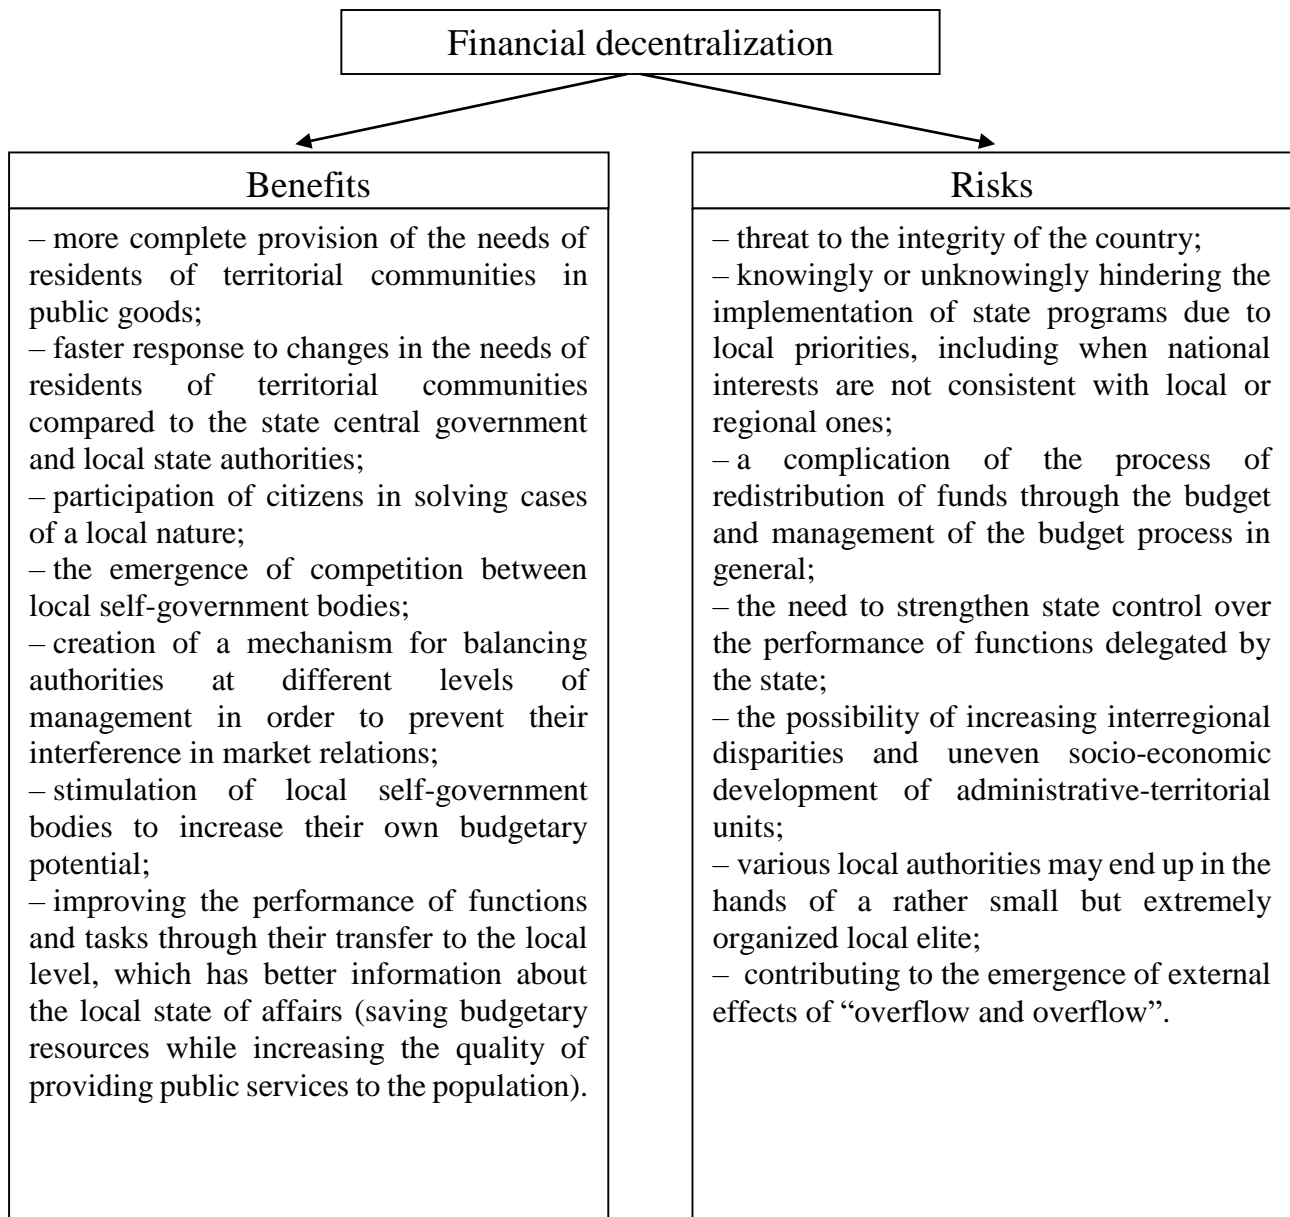 Financial decentralization
Benefits
– more complete provision of the needs of
residents of territorial communities in
public goods;
– faster response to changes in the needs of
residents of territorial communities
compared to the state central government
and local state authorities;
– participation of citizens in solving cases
of a local nature;
– the emergence of competition between
local self-government bodies;
– creation of a mechanism for balancing
authorities at different levels of
management in order to prevent their
interference in market relations;
– stimulation of local self-government
bodies to increase their own budgetary
potential;
– improving the performance of functions
and tasks through their transfer to the local
level, which has better information about
the local state of affairs (saving budgetary
resources while increasing the quality of
providing public services to the population).
Risks
– threat to the integrity of the country;
– knowingly or unknowingly hindering the
implementation of state programs due to
local priorities, including when national
interests are not consistent with local or
regional ones;
– a complication of the process of
redistribution of funds through the budget
and management of the budget process in
general;
– the need to strengthen state control over
the performance of functions delegated by
the state;
– the possibility of increasing interregional
disparities and uneven socio-economic
development of administrative-territorial
units;
– various local authorities may end up in the
hands of a rather small but extremely
organized local elite;
– contributing to the emergence of external
effects of “overflow and overflow”.